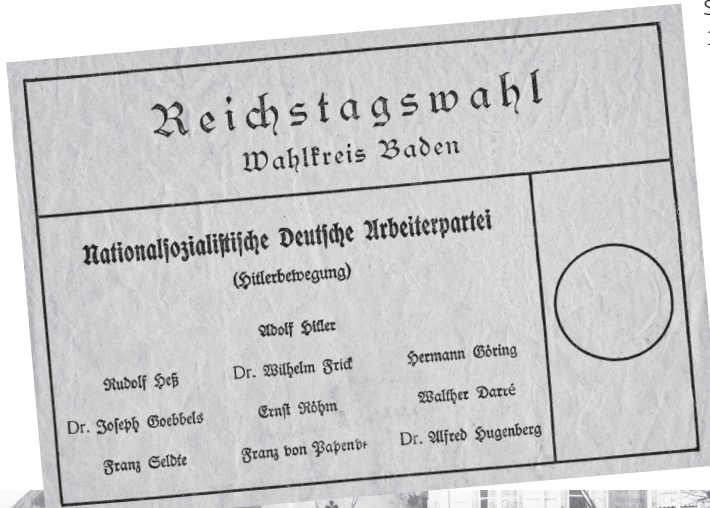 Reichstagswahl
Wahlkreis Baden
Nationalsozialistische Deutsche Arbeiterpartei
(Hitlerbewegung)
Adolf Hitler
Rudolf Heß Dr. Wilhelm Frick Hermann Göring
Dr. Joseph Goebbels Ernst Röhm Walther Darré
Franz Seldte Franz von Papen Dr. Alfred Hugenberg